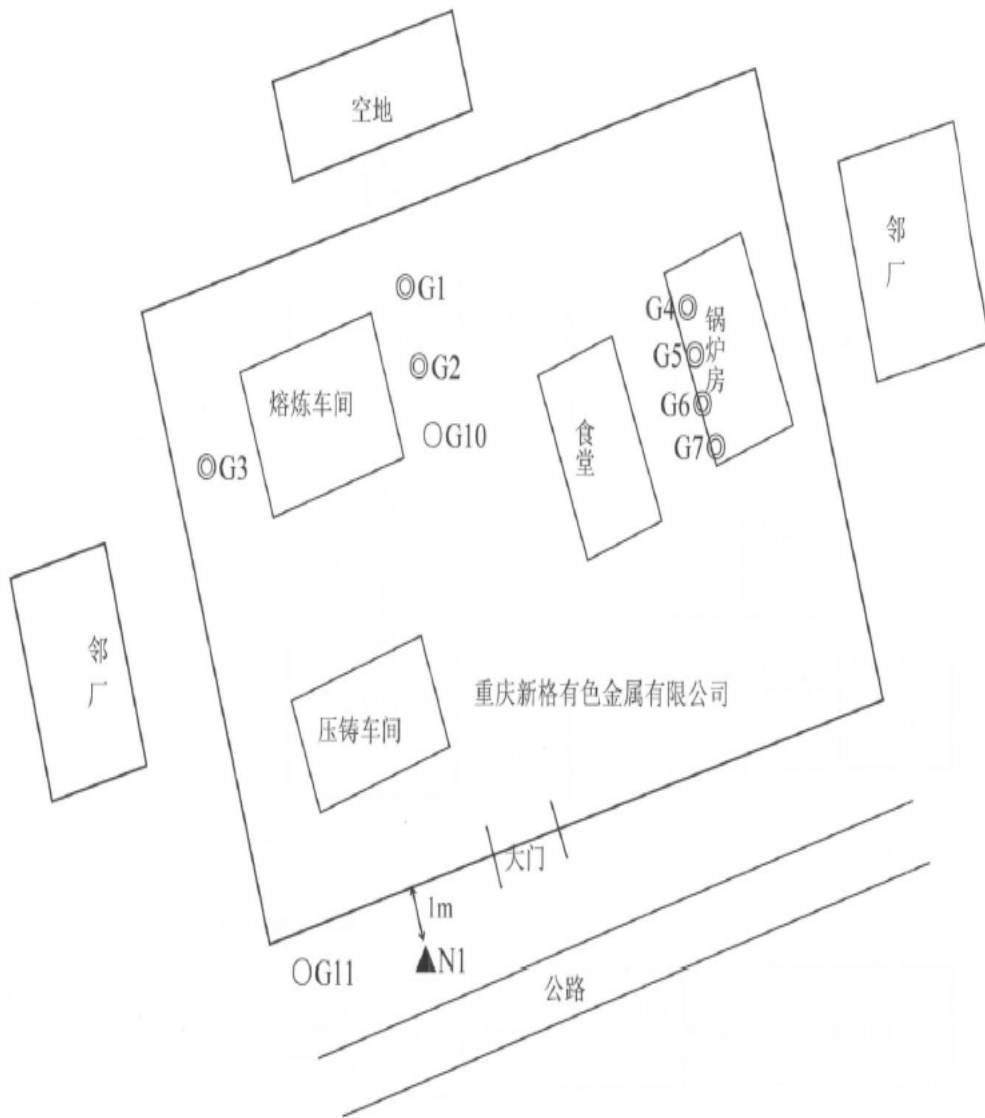 空地
邻厂
◎G1
G4◎
锅炉房
G5◎
◎G2
熔炼车间
G6◎
○G10
食堂
G7◎
◎G3
邻厂
重庆新格有色金属有限公司
压铸车间
大门
1m
○G11
▲N1
公路